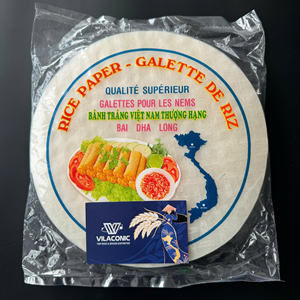 RICE PAPER - GALETTE DE RIZ
QUALITÉ SUPÉRIEUR
GALETTES POUR LES NEMS
BÁNH TRÁNG VIỆT NAM THƯỢNG HẠNG
BAI DHA LONG
VILACONIC